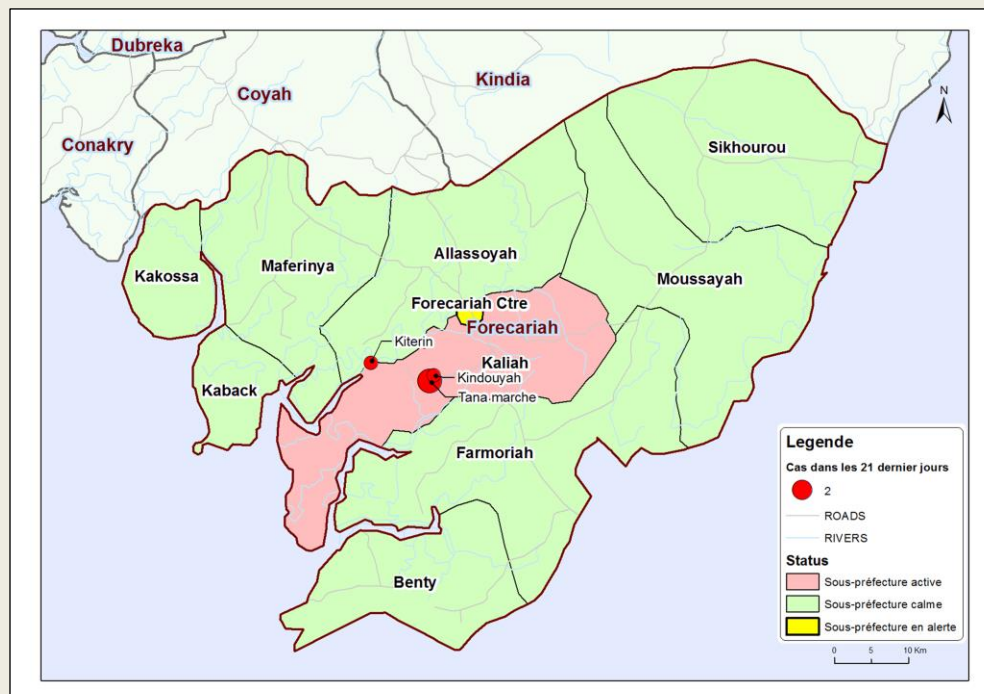 Dubreka
Kindia
Coyah
N
Conakry
Sikhourou
Allassoyah
Maferinya
Kakossa
Moussayah
Forecariah Ctre
Forecariah
Kiterin
Kaliah
Kindouyah
Kaback
Tana marche
Farmoriah
Benty
Legende
Cas dans les 21 dernier jours
2
ROADS
RIVERS
Status
Sous-préfecture active
Sous-préfecture calme
Sous-préfecture en alerte
0 5 10 Km